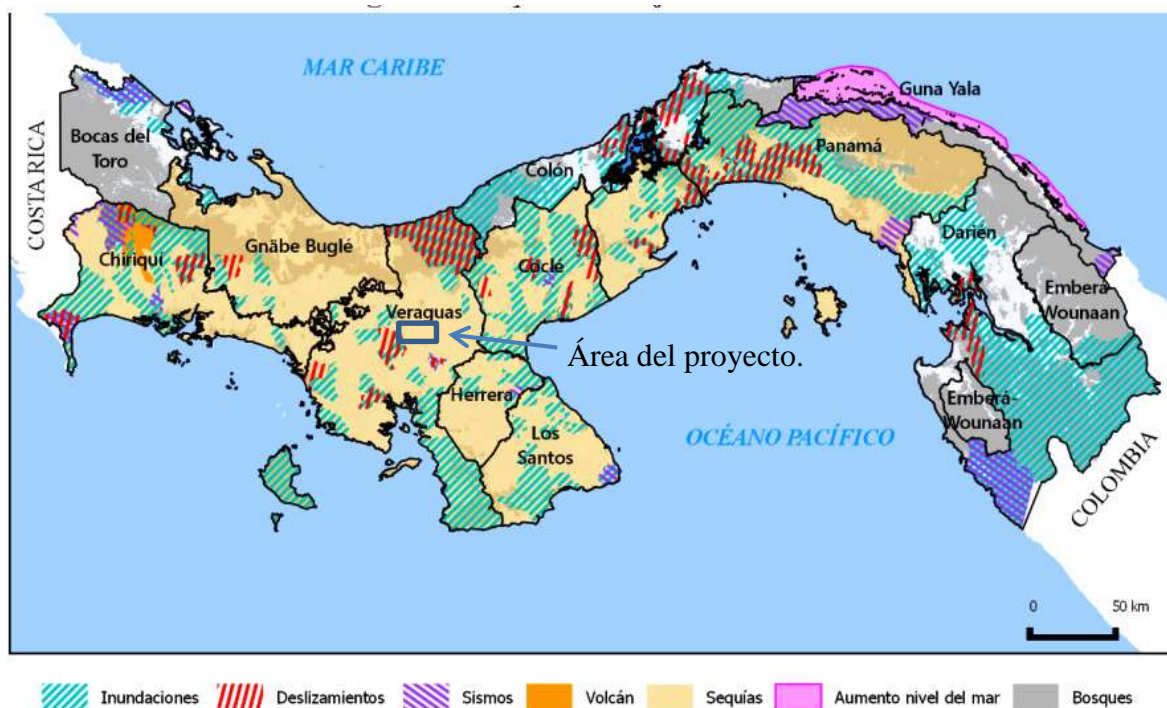 MAR CARIBE
Guna Yala
COSTA RICA
Bocas del
Toro
Colón
Panamá
Darién
Gnäbe Buglé
Chiriquí
Coclé
Emberá
Wounaan
Veraguas
Área del proyecto.
Herrera
Emberá-
Wounaan
Los
Santos
OCÉANO PACÍFICO
COLOMBIA
0 50 km
Inundaciones Deslizamientos Sismos Volcán Sequías Aumento nivel del mar Bosques